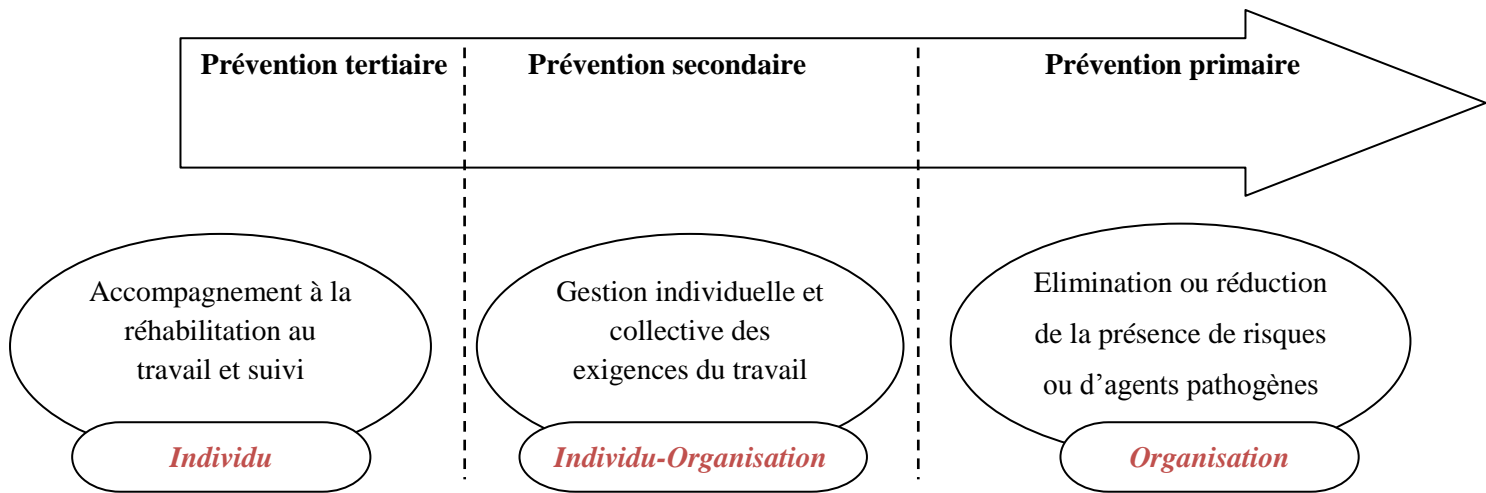 Prévention tertiaire
Prévention secondaire
Prévention primaire
Accompagnement à la
réhabilitation au
travail et suivi
Individu
Gestion individuelle et
collective des
exigences du travail
Individu-Organisation
Elimination ou réduction
de la présence de risques
ou d’agents pathogènes
Organisation